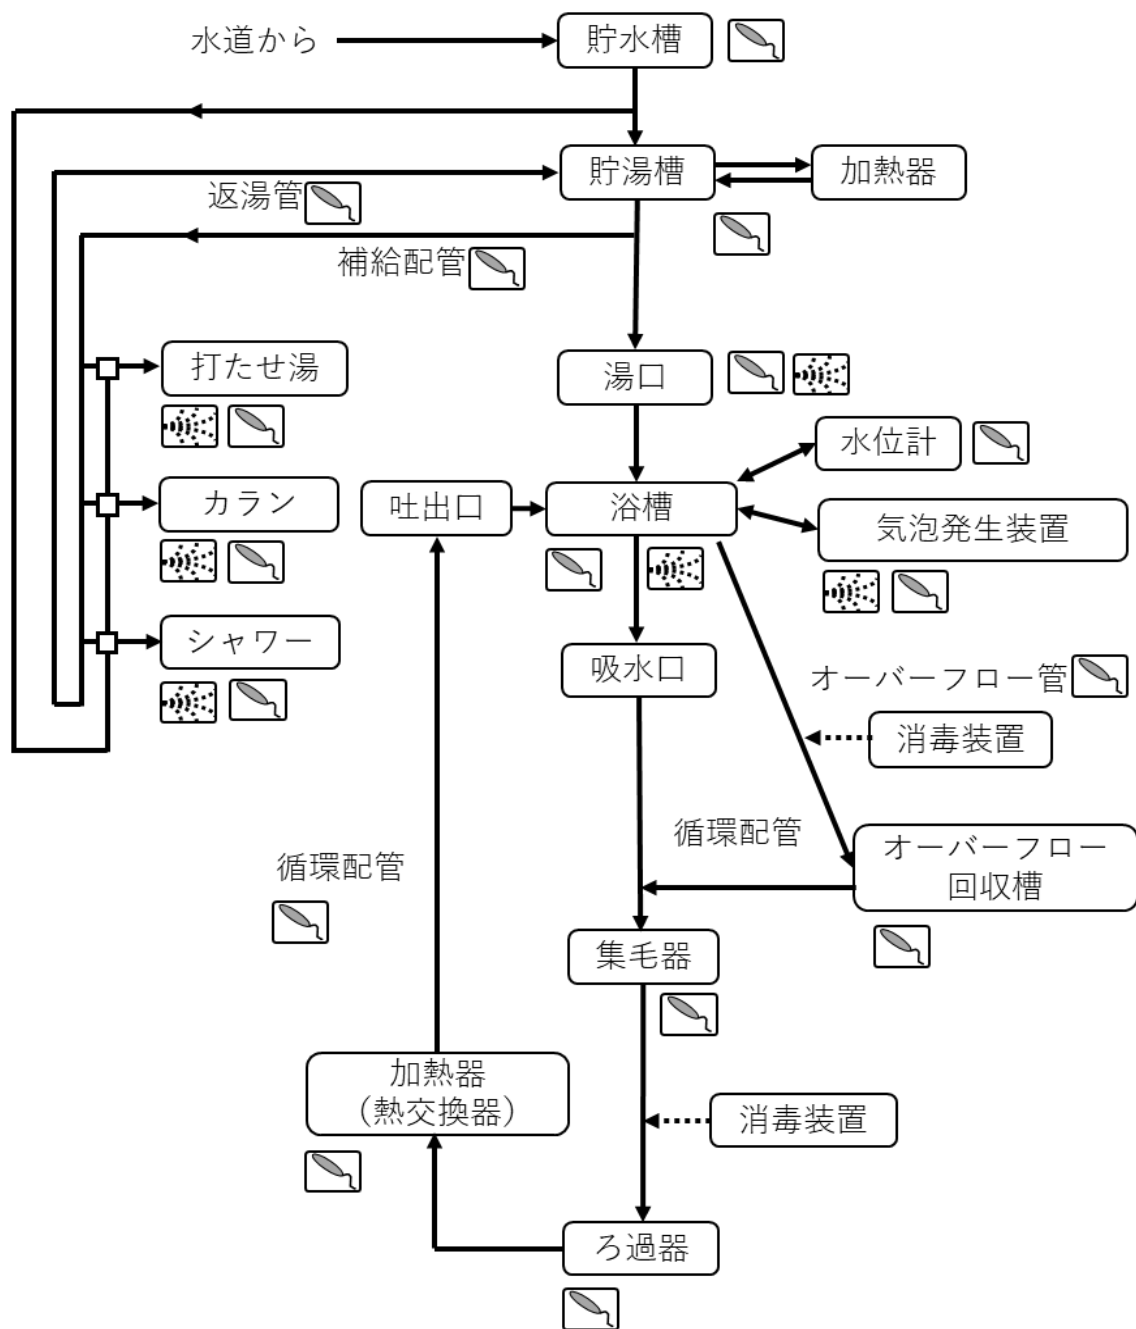 水道から
貯水槽
貯湯槽
加熱器
返湯管
補給配管
打たせ湯
湯口
水位計
カラン
吐出口
浴槽
気泡発生装置
シャワー
吸水口
オーバーフロー管
消毒装置
循環配管
オーバーフロー
回収槽
循環配管
集毛器
加熱器
（熱交換器）
消毒装置
ろ過器